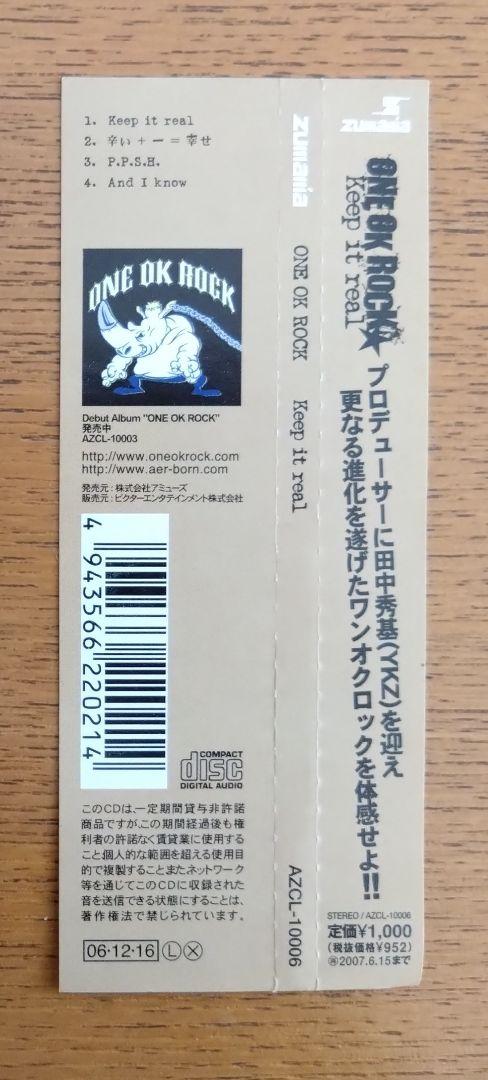 1. Keep it real
2. 辛い + 一 = 幸せ
3. P.P.S.H.
4. And I know
ONE OK ROCK
Debut Album "ONE OK ROCK"
発売中
AZCL-10003
http://www.oneokrock.com
http://www.aer-born.com
発売元:株式会社アミューズ
販売元:ビクターエンタテインメント株式会社
4 943566 220214
COMPACT
disc
DIGITAL AUDIO
このCDは、一定期間貸与非許諾
商品ですが、この期間経過後も権
利者の許諾なく賃貸業に使用する
こと個人的な範囲を超える使用目
的で複製することまたネットワーク
等を通じてこのCDに収録された
音を送信できる状態にすることは、
著作権法で禁じられています。
06・12・16 L X
zumania
ONE OK ROCK Keep it real
AZCL-10006
zumania
ONE OK ROCK
Keep it real
プロデューサーに田中秀基(YKZ)を迎え
更なる進化を遂げたワンオクロックを体感せよ!!
STEREO / AZCL-10006
定価¥1,000
(税抜価格¥952)
再2007.6.15まで